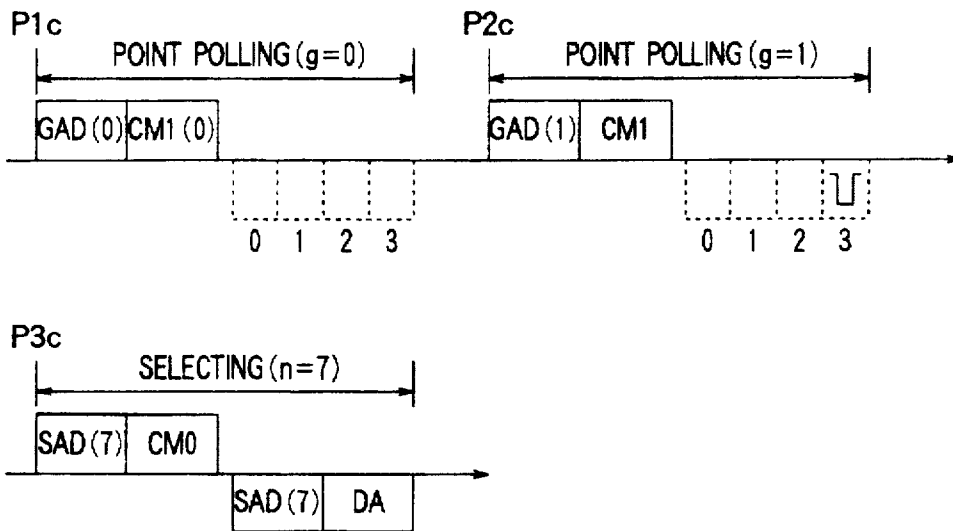 P1c P2c
POINT POLLING(g=0) POINT POLLING(g=1)
GAD(0) CM1(0) GAD(1) CM1
0 1 2 3 0 1 2 3
P3c
SELECTING(n=7)
SAD(7) CM0
SAD(7) DA